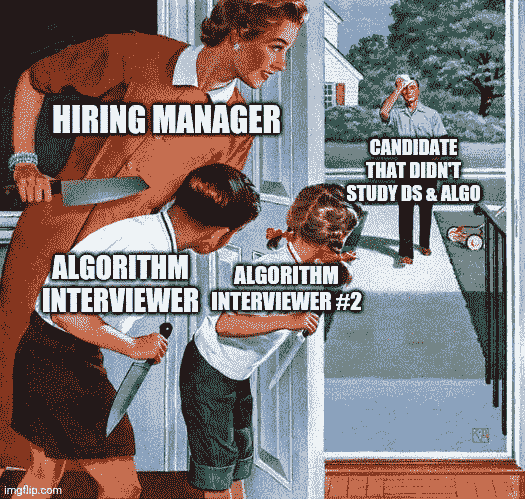 HIRING MANAGER
CANDIDATE
THAT DIDN'T
STUDY DS & ALGO
ALGORITHM
INTERVIEWER
ALGORITHM
INTERVIEWER #2
imgflip.com